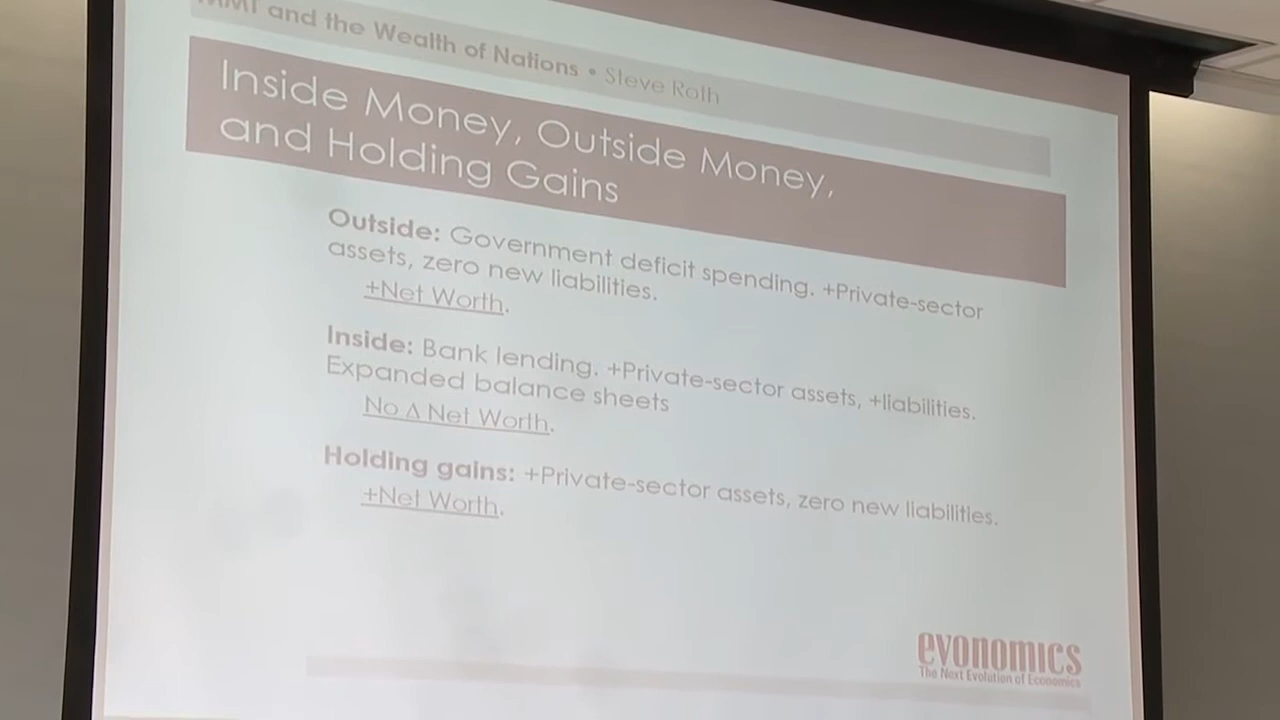 MMT and the Wealth of Nations • Steve Roth
Inside Money, Outside Money,
and Holding Gains
Outside: Government deficit spending. +Private-sector
assets, zero new liabilities.
+Net Worth.
Inside: Bank lending. +Private-sector assets, +liabilities.
Expanded balance sheets
No Δ Net Worth.
Holding gains: +Private-sector assets, zero new liabilities.
+Net Worth.
evonomics
The Next Evolution of Economics